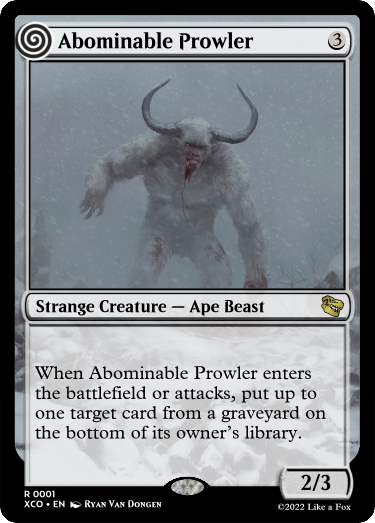 Abominable Prowler 3
Strange Creature — Ape Beast
When Abominable Prowler enters
the battlefield or attacks, put up to
one target card from a graveyard on
the bottom of its owner's library.
2/3
R 0001
XCO • EN Ryan Van Dongen
©2022 Like a Fox